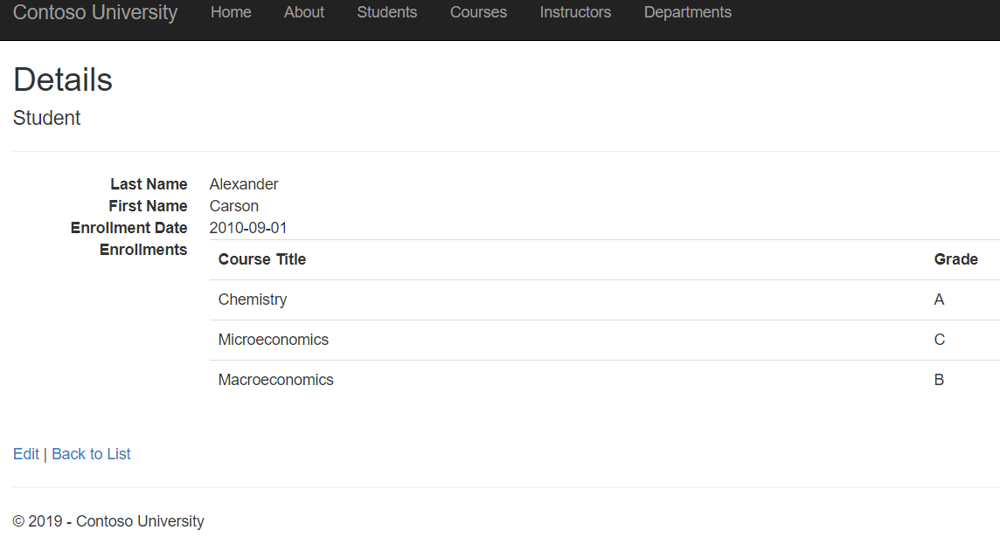 Contoso University Home About Students Courses Instructors Departments
Details
Student
Last Name Alexander
First Name Carson
Enrollment Date 2010-09-01
Enrollments
Course Title Grade
Chemistry A
Microeconomics C
Macroeconomics B
Edit | Back to List
© 2019 - Contoso University